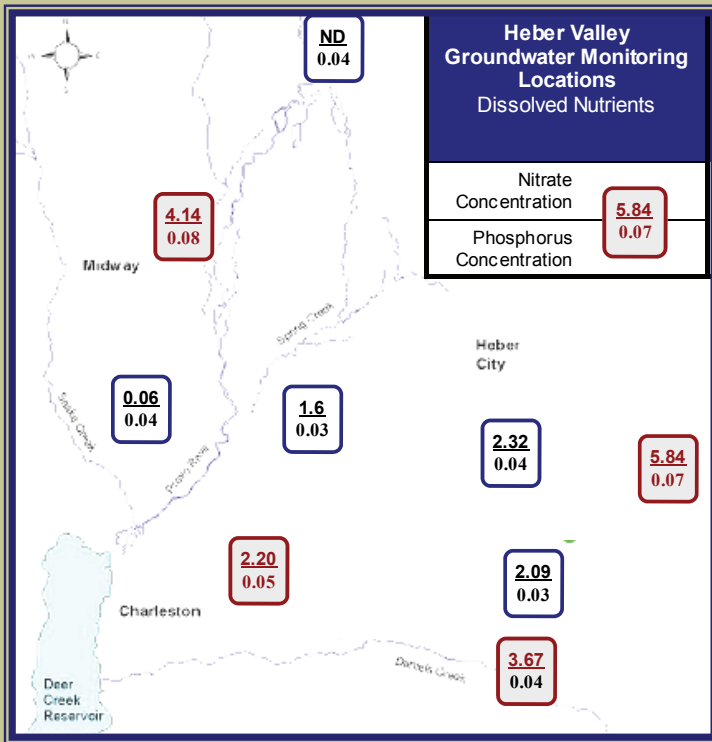 ND
0.04
Heber Valley
Groundwater Monitoring
Locations
Dissolved Nutrients
Nitrate
Concentration
Phosphorus
Concentration
5.84
0.07
4.14
0.08
Midway
Spring Creek
Heber
City
0.06
0.04
Snake Creek
1.6
0.03
Provo River
2.32
0.04
5.84
0.07
2.20
0.05
2.09
0.03
Charleston
Daniels Creek
3.67
0.04
Deer
Creek
Reservoir